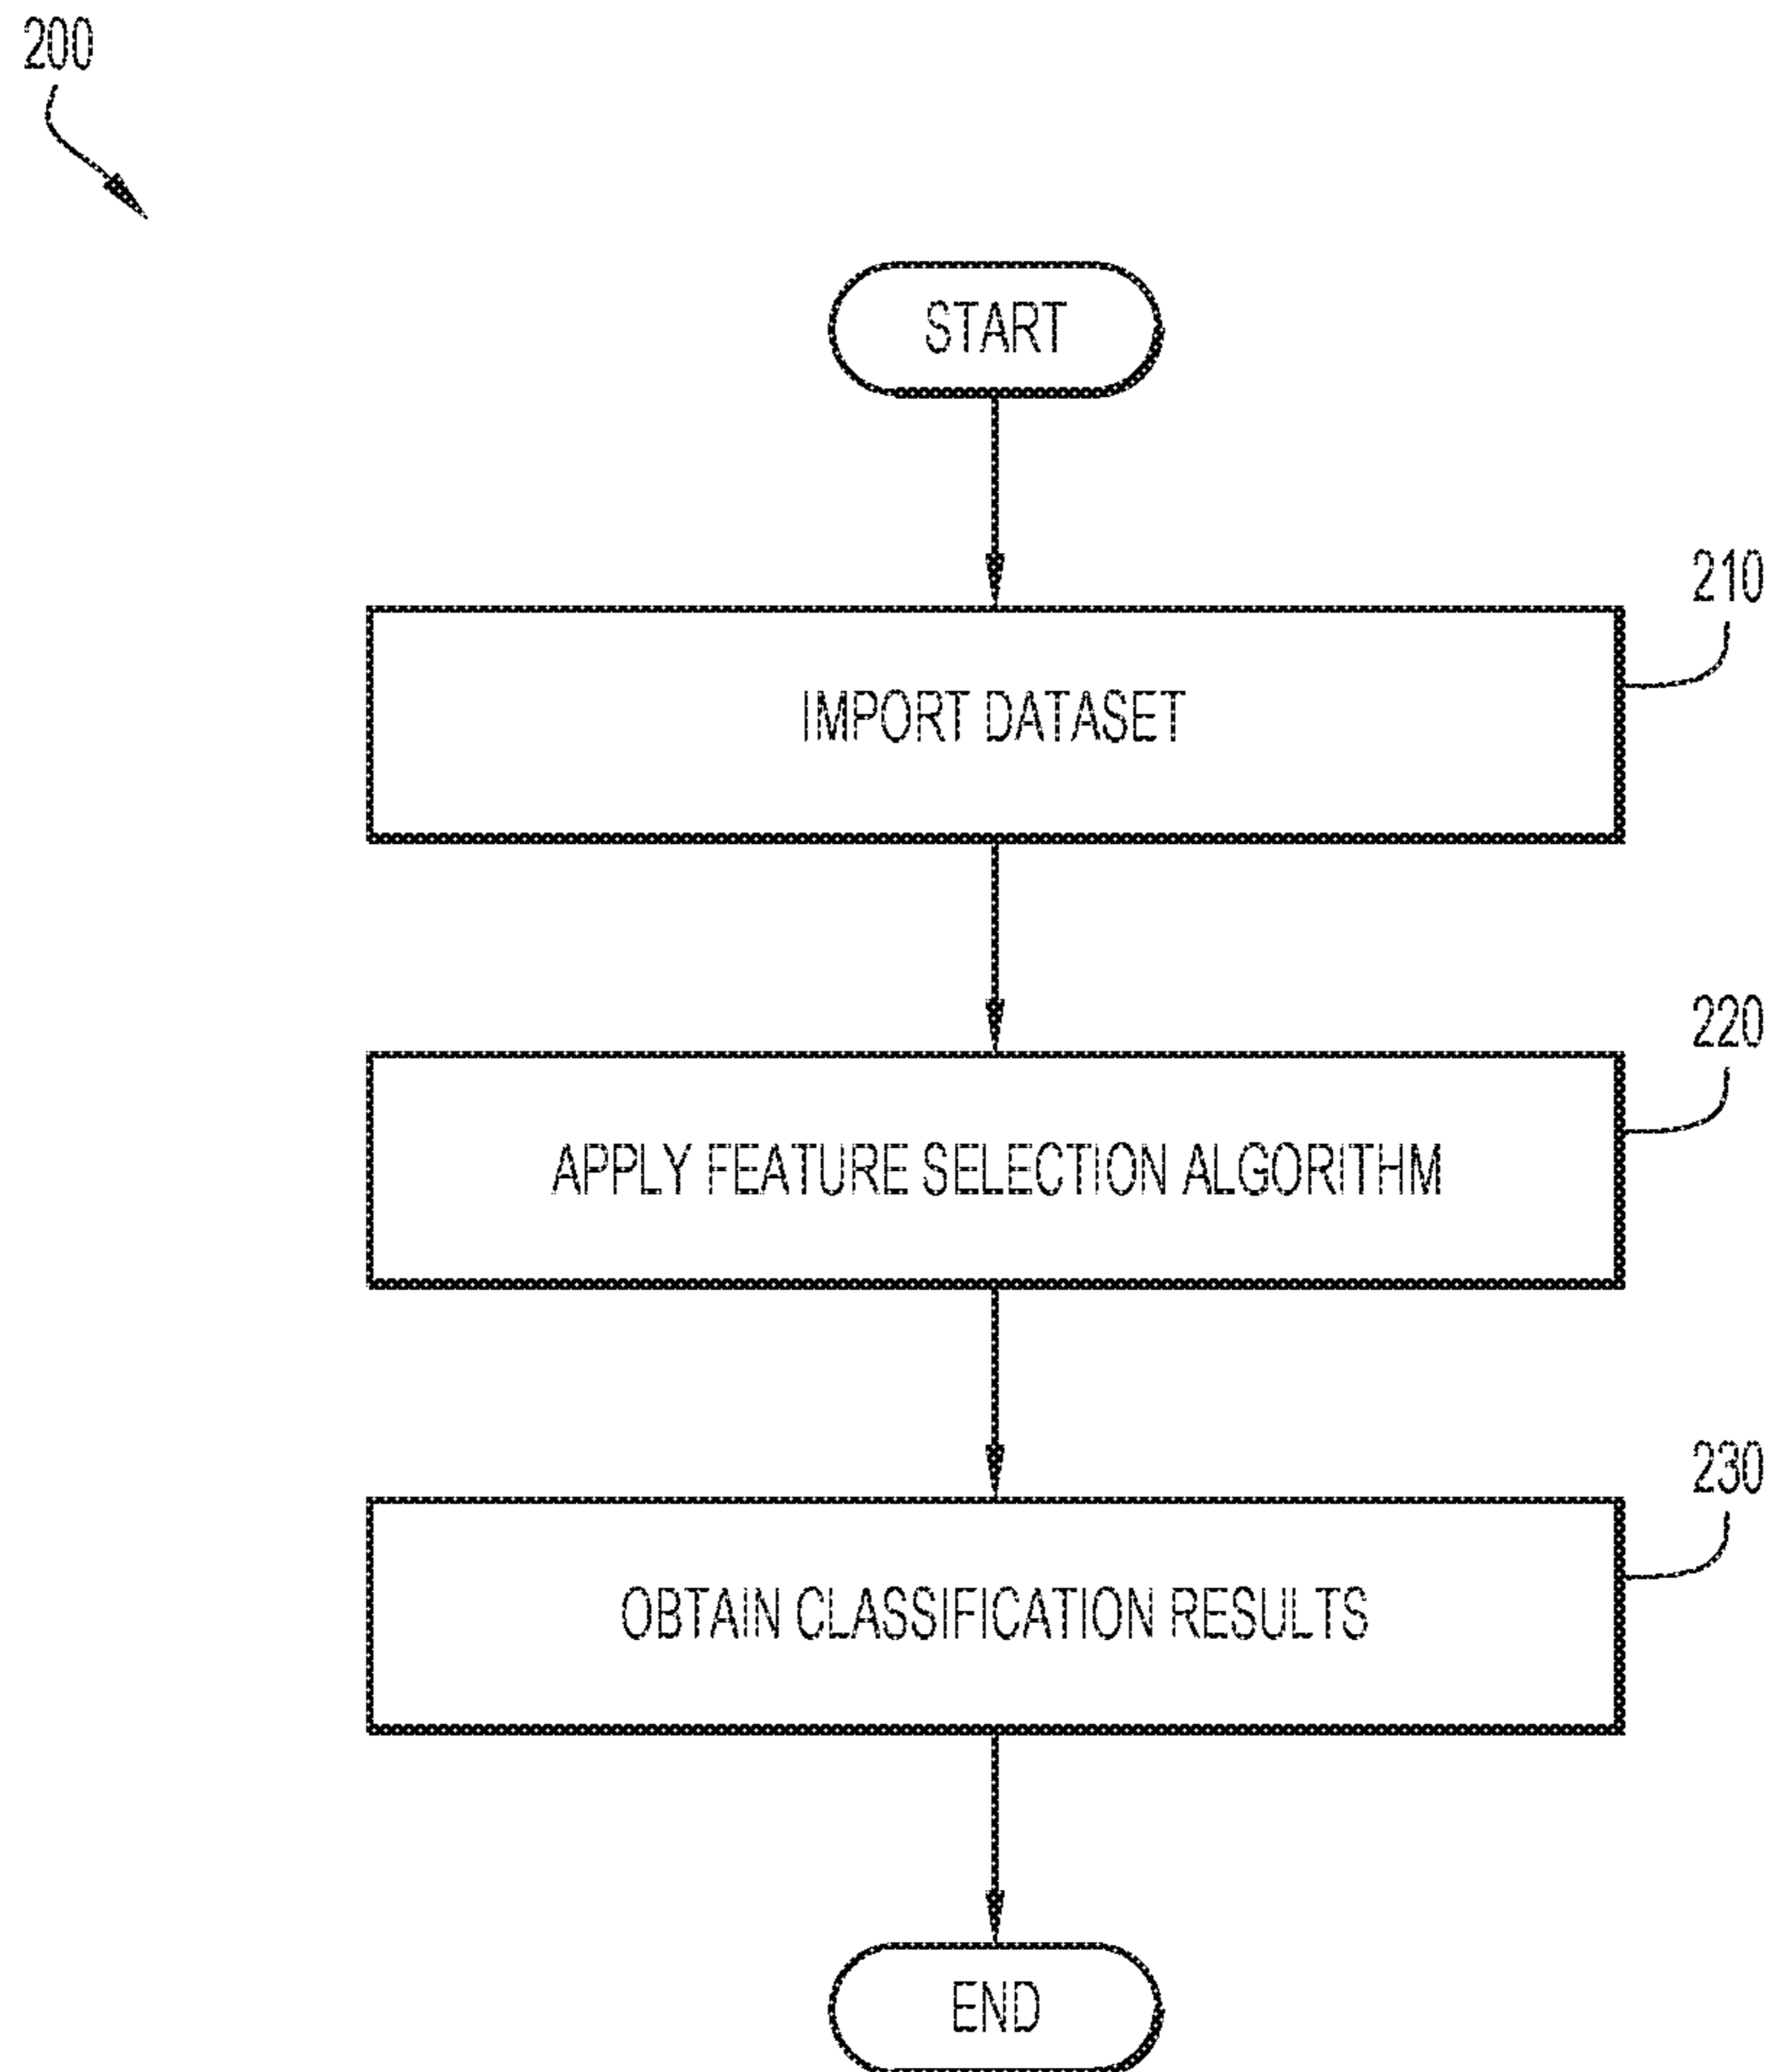 200
START
210
IMPORT DATASET
220
APPLY FEATURE SELECTION ALGORITHM
230
OBTAIN CLASSIFICATION RESULTS
END